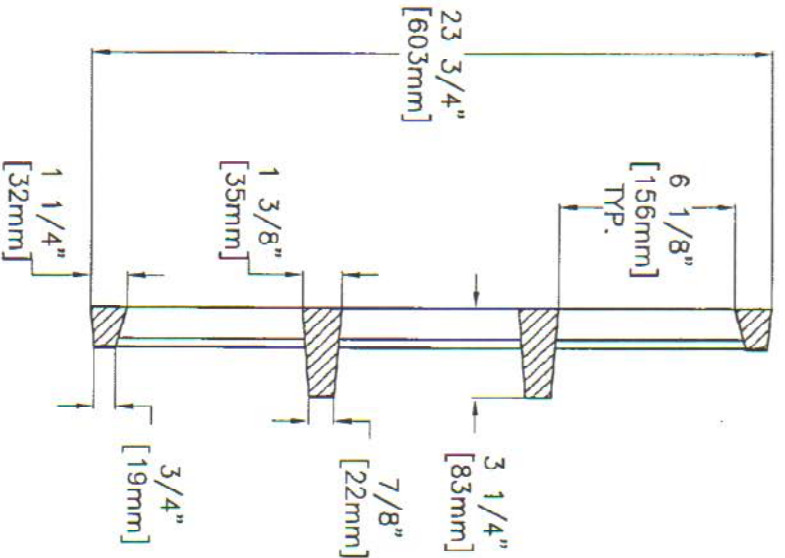 23 3/4"
[603mm]
6 1/8"
[156mm]
TYP.
1 3/8"
[35mm]
1 1/4"
[32mm]
3 1/4"
[83mm]
7/8"
[22mm]
3/4"
[19mm]